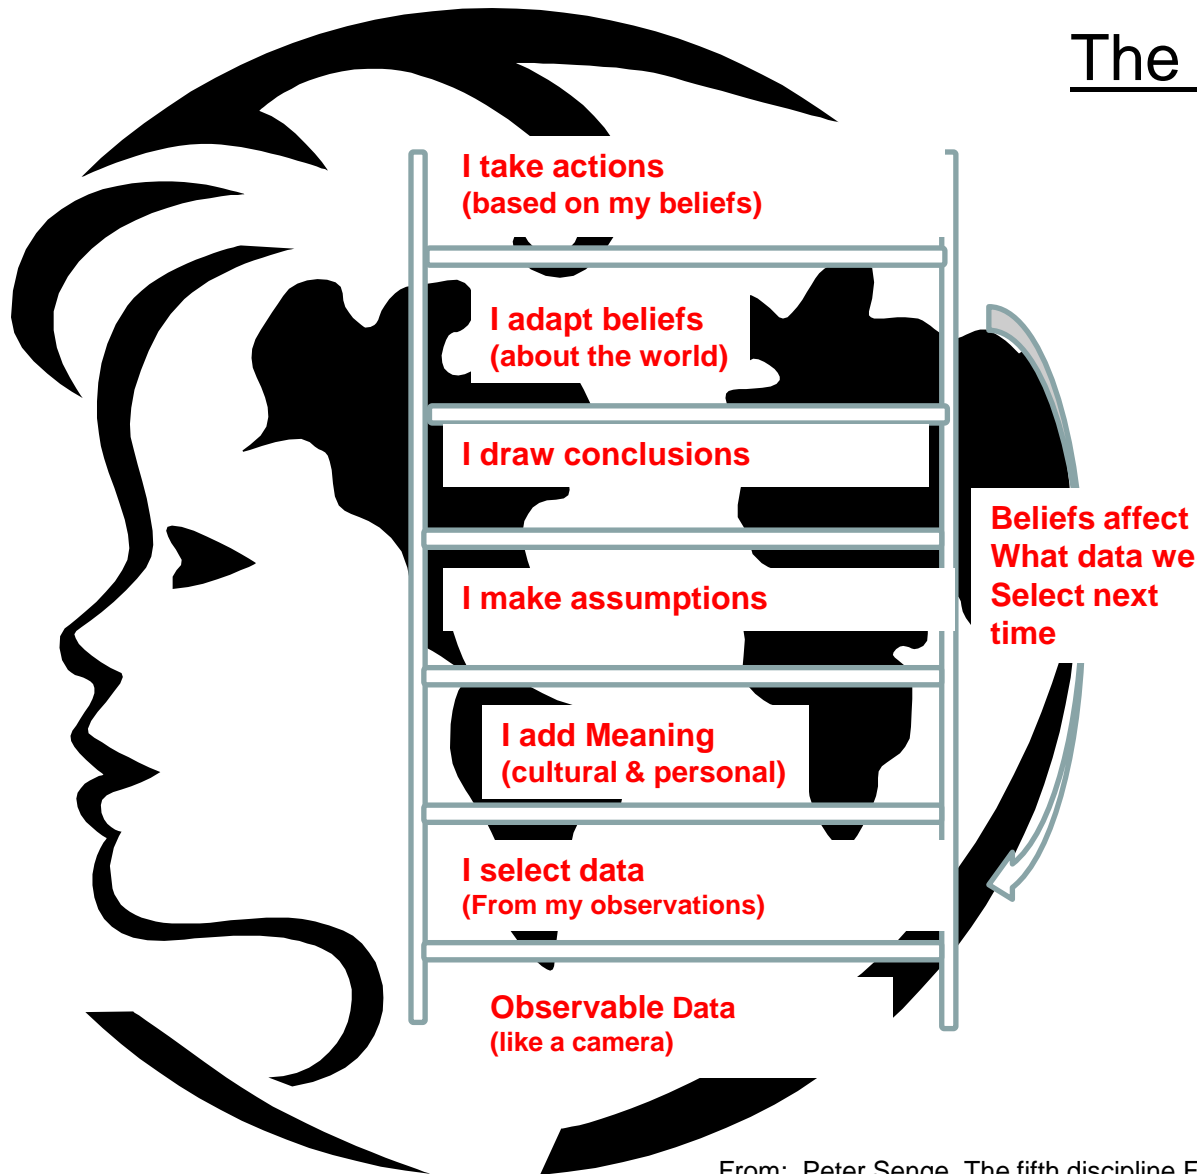 The
I take actions
(based on my beliefs)
I adapt beliefs
(about the world)
I draw conclusions
Beliefs affect
What data we
Select next
time
I make assumptions
I add Meaning
(cultural & personal)
I select data
(From my observations)
Observable Data
(like a camera)
From: Peter Senge, The fifth discipline